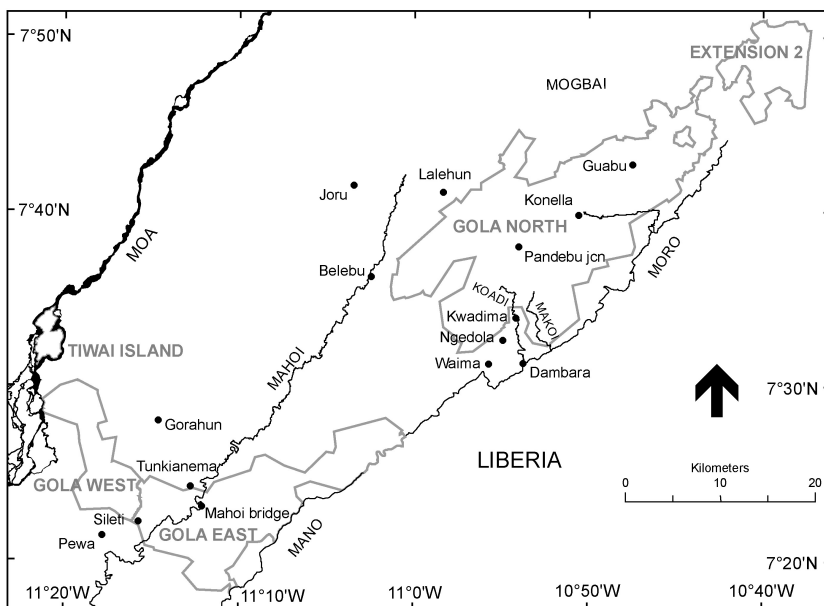 7°50'N
EXTENSION 2
MOGBAI
Lalehun
Guabu
Joru
Konella
7°40'N
GOLA NORTH
MOA
Pandebu jcn
MORO
Belebu
KOADI
MAKO
Kwadima
Ngedola
TIWAI ISLAND
MAHOI
Waima
Dambara
7°30'N
Gorahun
LIBERIA
Tunkianema
Kilometers
GOLA WEST
0 10 20
Sileti
Mahoi bridge
Pewa
GOLA EAST
MANO
7°20'N
11°20'W 11°10'W 11°0'W 10°50'W 10°40'W